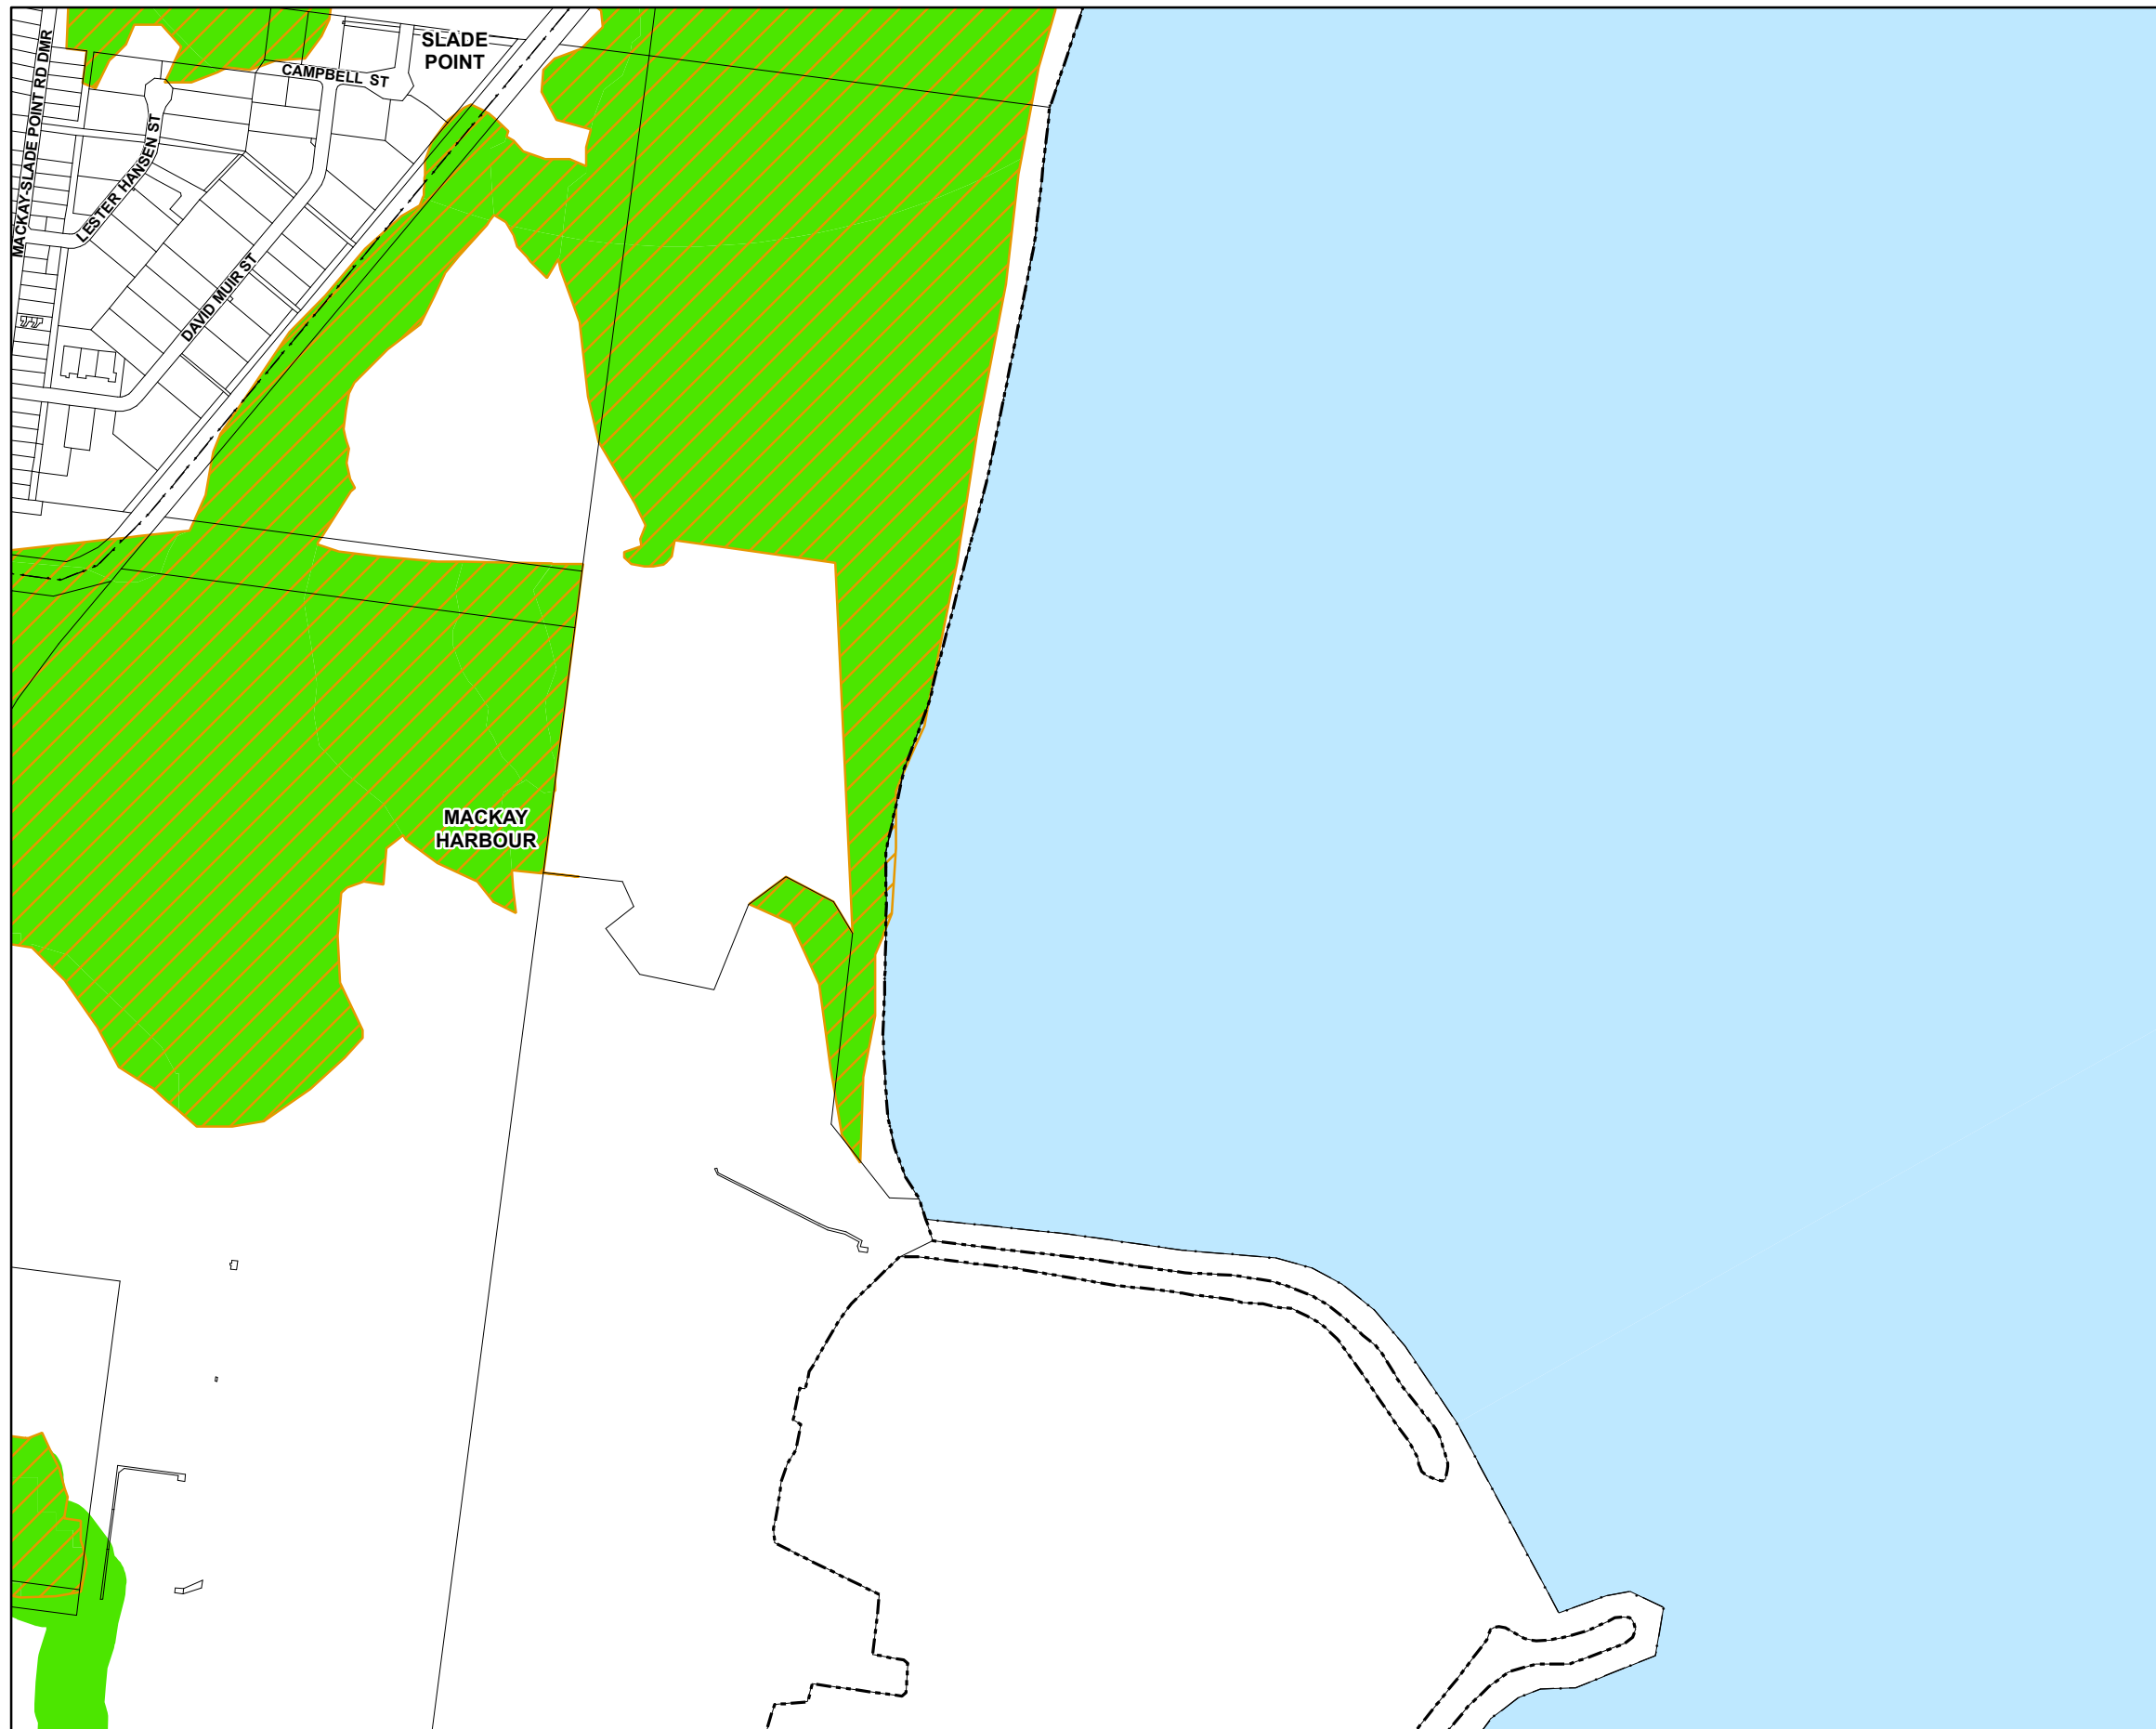 SLADE
POINT
CAMPBELL ST
MACKAY-SLADE POINT RD DMR
LESTER HANSEN ST
DAVID MUIR ST
MACKAY
HARBOUR